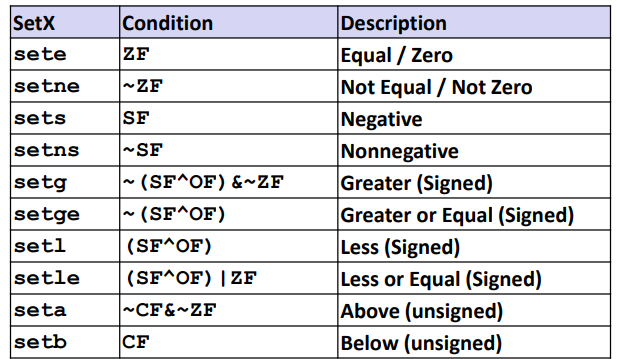 SetX Condition Description
sete ZF Equal / Zero
setne ~ZF Not Equal / Not Zero
sets SF Negative
setns ~SF Nonnegative
setg ~(SF^OF)&~ZF Greater (Signed)
setge ~(SF^OF) Greater or Equal (Signed)
setl (SF^OF) Less (Signed)
setle (SF^OF)|ZF Less or Equal (Signed)
seta ~CF&~ZF Above (unsigned)
setb CF Below (unsigned)